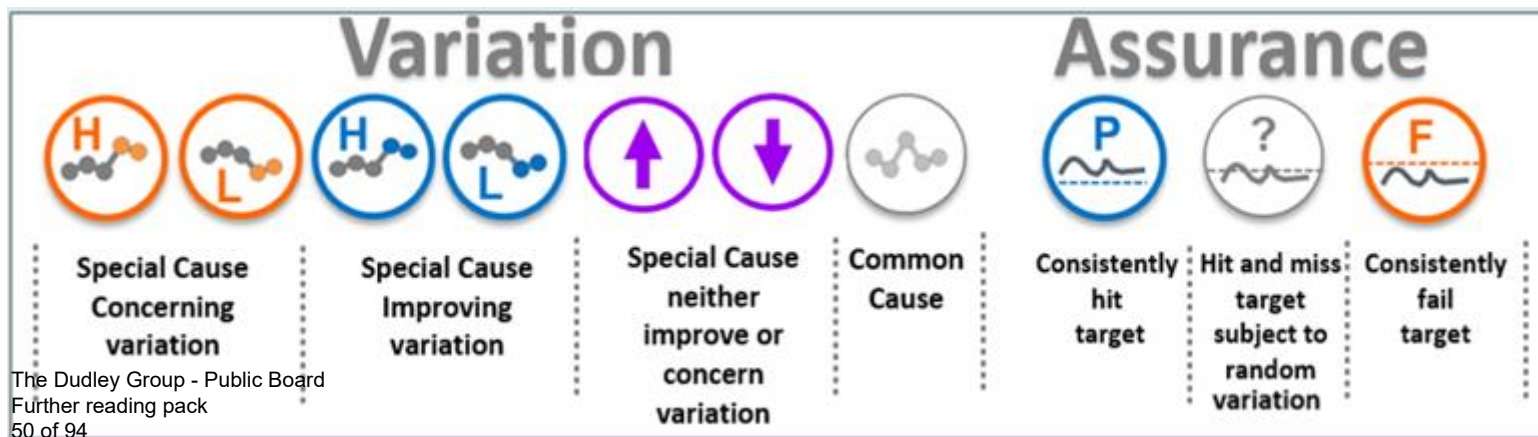 Variation
Assurance
H
L
H
L
P
?
F
Special Cause
Concerning
variation
Special Cause
Improving
variation
Special Cause
neither
improve or
concern
variation
Common
Cause
Consistently
hit
target
Hit and miss
target
subject to
random
variation
Consistently
fail
target
The Dudley Group - Public Board
Further reading pack
50 of 94